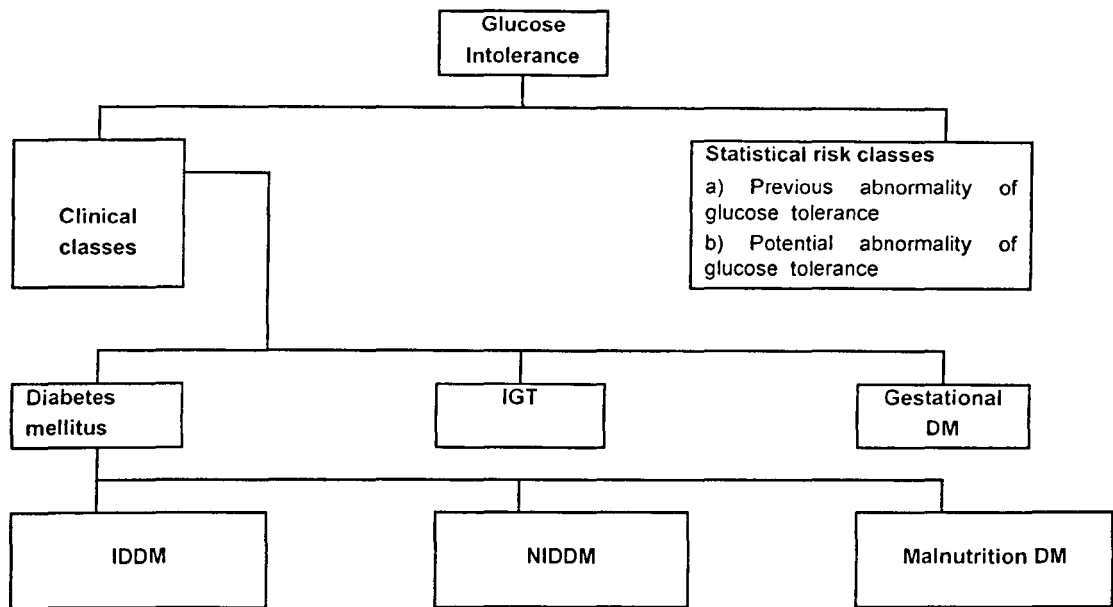 Glucose
Intolerance
Clinical
classes
Statistical risk classes
a) Previous abnormality of
glucose tolerance
b) Potential abnormality of
glucose tolerance
Diabetes
mellitus
IGT
Gestational
DM
IDDM
NIDDM
Malnutrition DM